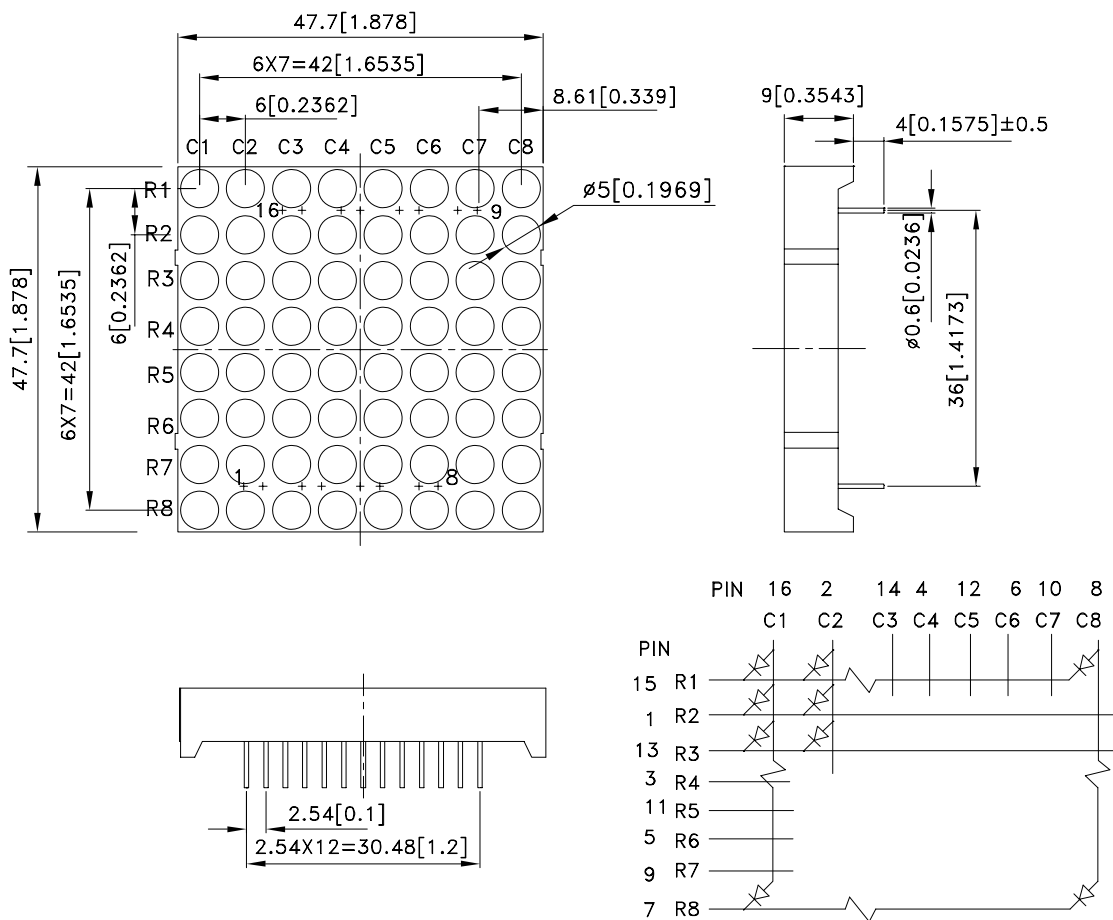 47.7[1.878]
6X7=42[1.6535]
6[0.2362]
8.61[0.339]
C1 C2 C3 C4 C5 C6 C7 C8
9[0.3543]
4[0.1575]±0.5
R1
16
9
ø5[0.1969]
R2
R3
R4
R5
R6
R7
R8
1
8
47.7[1.878]
6X7=42[1.6535]
6[0.2362]
ø0.6[0.0236]
36[1.4173]
2.54[0.1]
2.54X12=30.48[1.2]
PIN 16 2 14 4 12 6 10 8
C1 C2 C3 C4 C5 C6 C7 C8
PIN
15 R1
1 R2
13 R3
3 R4
11 R5
5 R6
9 R7
7 R8